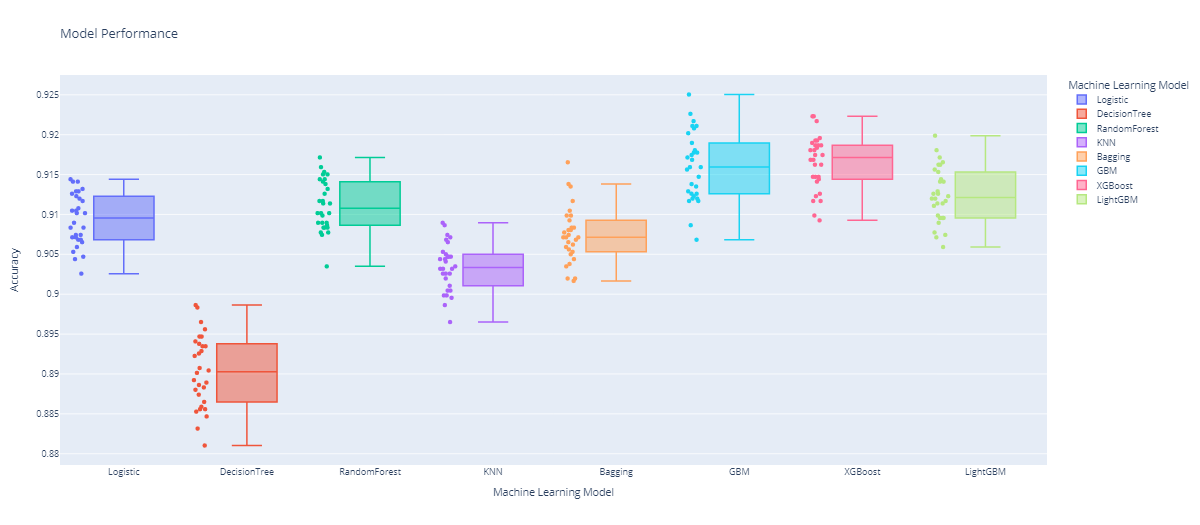 Model Performance
0.925
0.92
0.915
0.91
0.905
0.9
0.895
0.89
0.885
0.88
Accuracy
Logistic
DecisionTree
RandomForest
KNN
Bagging
GBM
XGBoost
LightGBM
Machine Learning Model
Machine Learning Model
Logistic
DecisionTree
RandomForest
KNN
Bagging
GBM
XGBoost
LightGBM